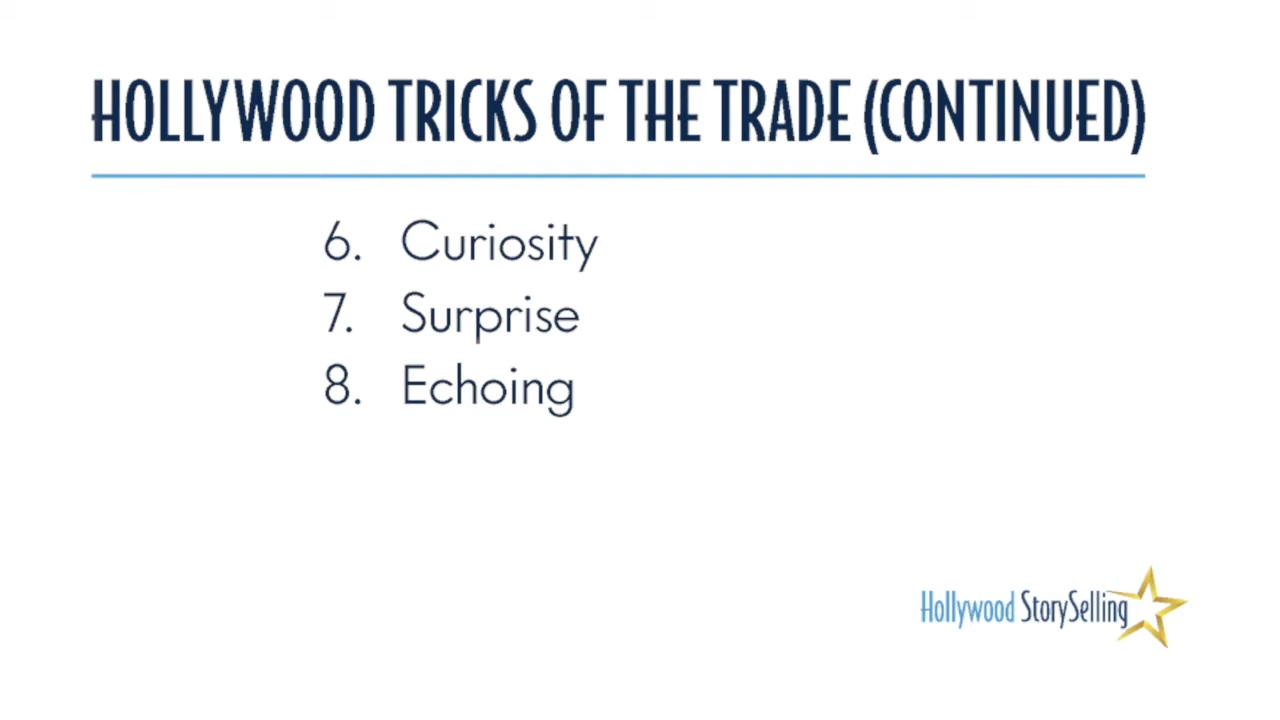 HOLLYWOOD TRICKS OF THE TRADE (CONTINUED)
6. Curiosity
7. Surprise
8. Echoing
Hollywood StorySelling